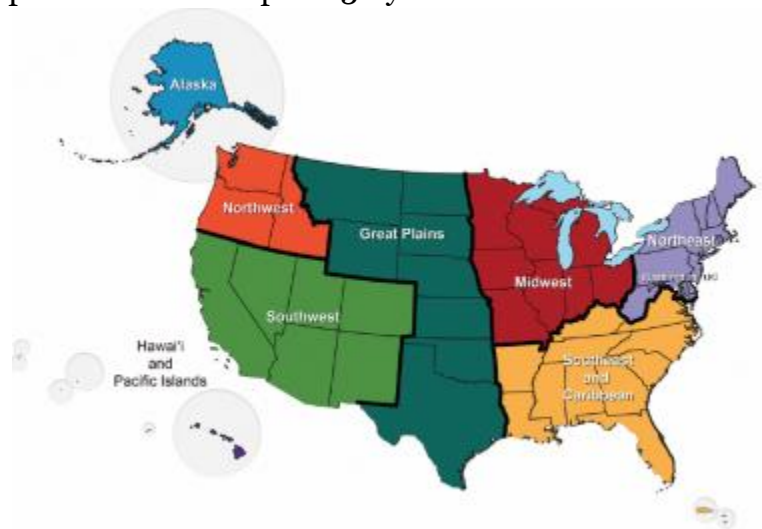 Alaska
Northwest
Great Plains
Midwest
Northeast
Southwest
Hawai'i
and
Pacific Islands
Southeast
and
Caribbean